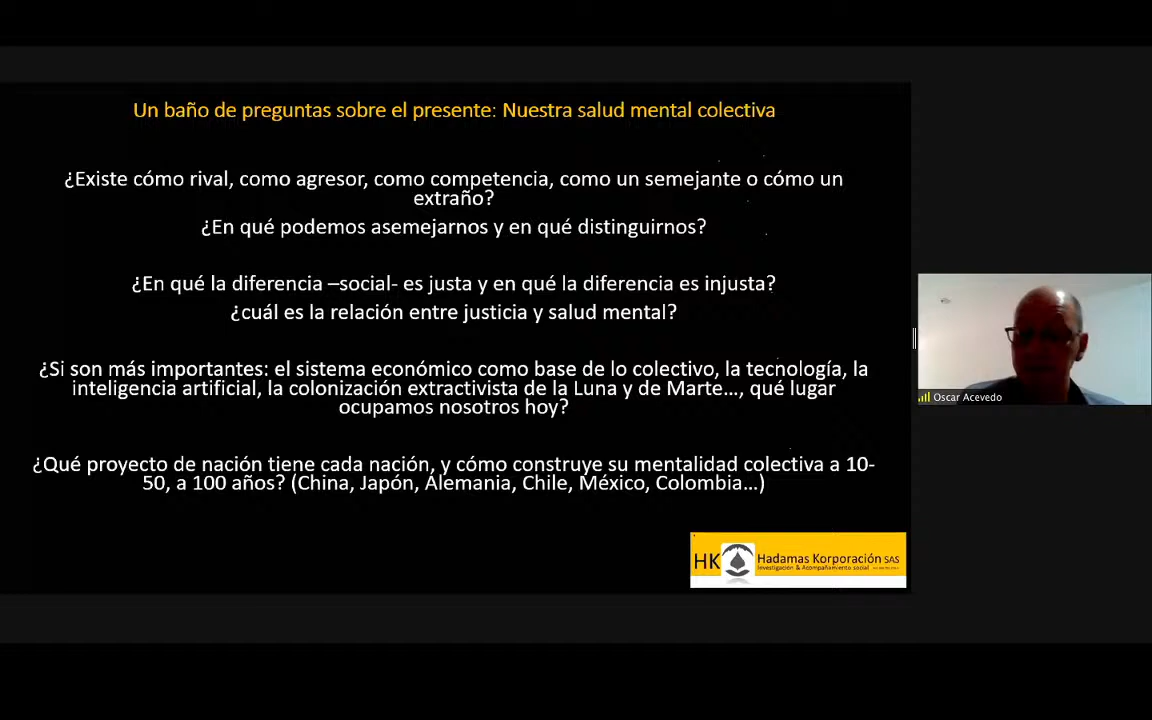 Un baño de preguntas sobre el presente: Nuestra salud mental colectiva
¿Existe cómo rival, como agresor, como competencia, como un semejante o cómo un
extraño?
¿En qué podemos asemejarnos y en qué distinguirnos?
¿En qué la diferencia –social- es justa y en qué la diferencia es injusta?
¿cuál es la relación entre justicia y salud mental?
¿Si son más importantes: el sistema económico como base de lo colectivo, la tecnología, la
inteligencia artificial, la colonización extractivista de la Luna y de Marte…, qué lugar
ocupamos nosotros hoy?
¿Qué proyecto de nación tiene cada nación, y cómo construye su mentalidad colectiva a 10-
50, a 100 años? (China, Japón, Alemania, Chile, México, Colombia…)
HK
Hadamas Korporación SAS
Investigación & Acompañamiento social
Oscar Acevedo